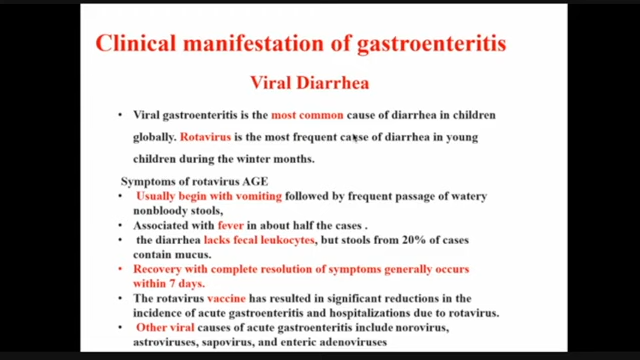 Clinical manifestation of gastroenteritis
Viral Diarrhea
• Viral gastroenteritis is the most common cause of diarrhea in children
globally. Rotavirus is the most frequent cause of diarrhea in young
children during the winter months.
Symptoms of rotavirus AGE
• Usually begin with vomiting followed by frequent passage of watery
nonbloody stools,
• Associated with fever in about half the cases .
• the diarrhea lacks fecal leukocytes, but stools from 20% of cases
contain mucus.
• Recovery with complete resolution of symptoms generally occurs
within 7 days.
• The rotavirus vaccine has resulted in significant reductions in the
incidence of acute gastroenteritis and hospitalizations due to rotavirus.
• Other viral causes of acute gastroenteritis include norovirus,
astroviruses, sapovirus, and enteric adenoviruses